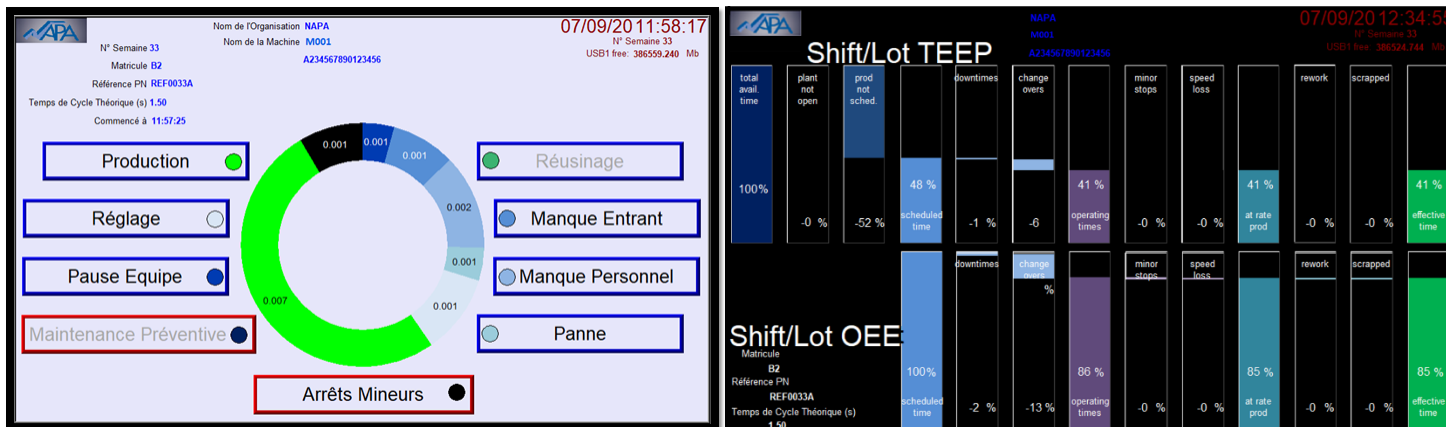 APA
Nom de l'Organisation NAPA
07/09/2011:58:17
N° Semaine 33
Nom de la Machine M001
N° Semaine 33
Matricule B2
A234567890123456
USB1 free: 386559.240 Mb
Référence PN REF0033A
Temps de Cycle Théorique (s) 1.50
Commencé à 11:57:25
Production
Réglage
Pause Equipe
Maintenance Préventive
Arrêts Mineurs
Réusinage
Manque Entrant
Manque Personnel
Panne
0.001
0.001
0.001
0.002
0.001
0.001
0.007
APA
NAPA
M001
A234567890123456
07/09/2012:34:5
N° Semaine 33
USB1 free: 386524.744 Mb
Shift/Lot TEEP
total avail. time
100%
plant not open
-0 %
prod not sched.
-52 %
48 %
scheduled time
downtimes
-1 %
change overs
-6
41 %
operating times
minor stops
-0 %
speed loss
-0 %
41 %
at rate prod
rework
-0 %
scrapped
-0 %
41 %
effective time
Shift/Lot OEE:
Matricule
B2
Référence PN
REF0033A
Temps de Cycle Théorique (s)
1.50
100%
scheduled time
downtimes
-2 %
change overs
%
-13 %
86 %
operating times
minor stops
-0 %
speed loss
-0 %
85 %
at rate prod
rework
-0 %
scrapped
-0 %
85 %
effective time